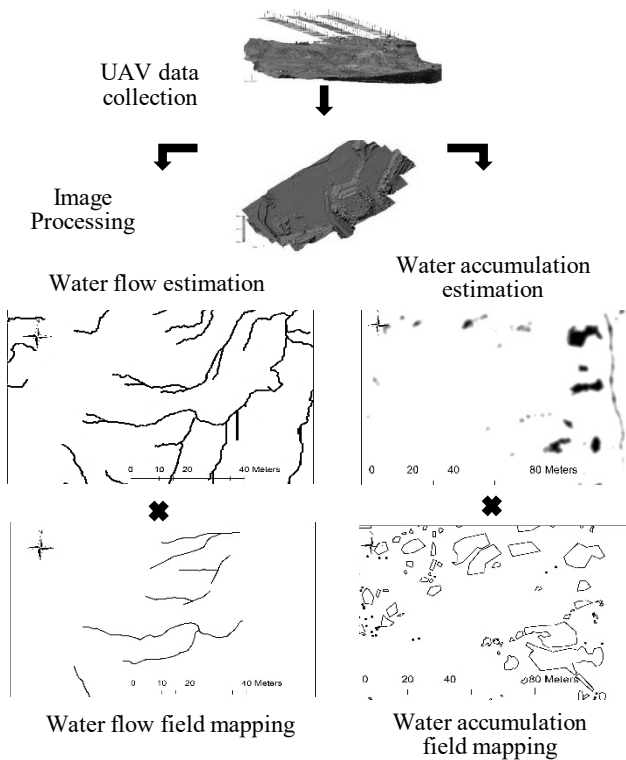 UAV data
collection
Image
Processing
Water flow estimation
Water accumulation
estimation
0 10 20 40 Meters
0 20 40 80 Meters
0 10 20 40 Meters
0 20 40 80 Meters
Water flow field mapping
Water accumulation
field mapping